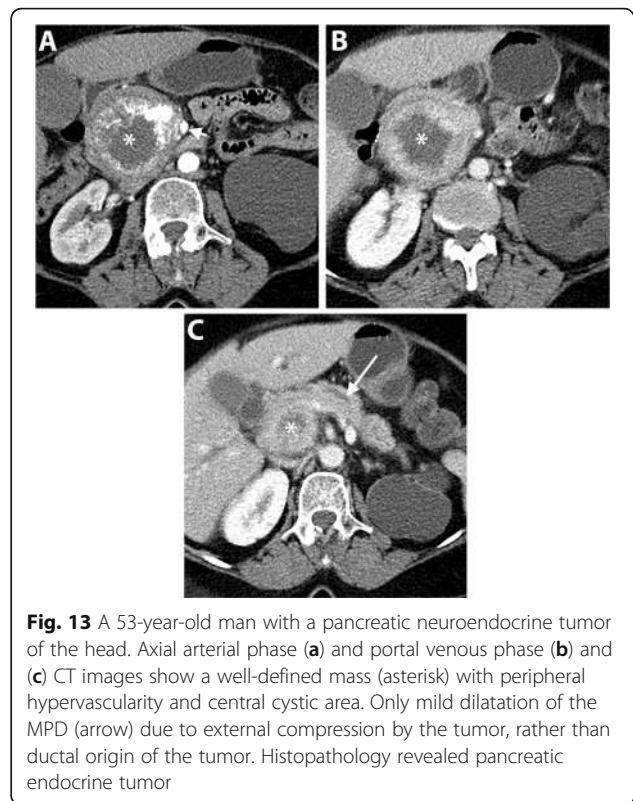 A
B
*
*
C
*
Fig. 13 A 53-year-old man with a pancreatic neuroendocrine tumor
of the head. Axial arterial phase (a) and portal venous phase (b) and
(c) CT images show a well-defined mass (asterisk) with peripheral
hypervascularity and central cystic area. Only mild dilatation of the
MPD (arrow) due to external compression by the tumor, rather than
ductal origin of the tumor. Histopathology revealed pancreatic
endocrine tumor